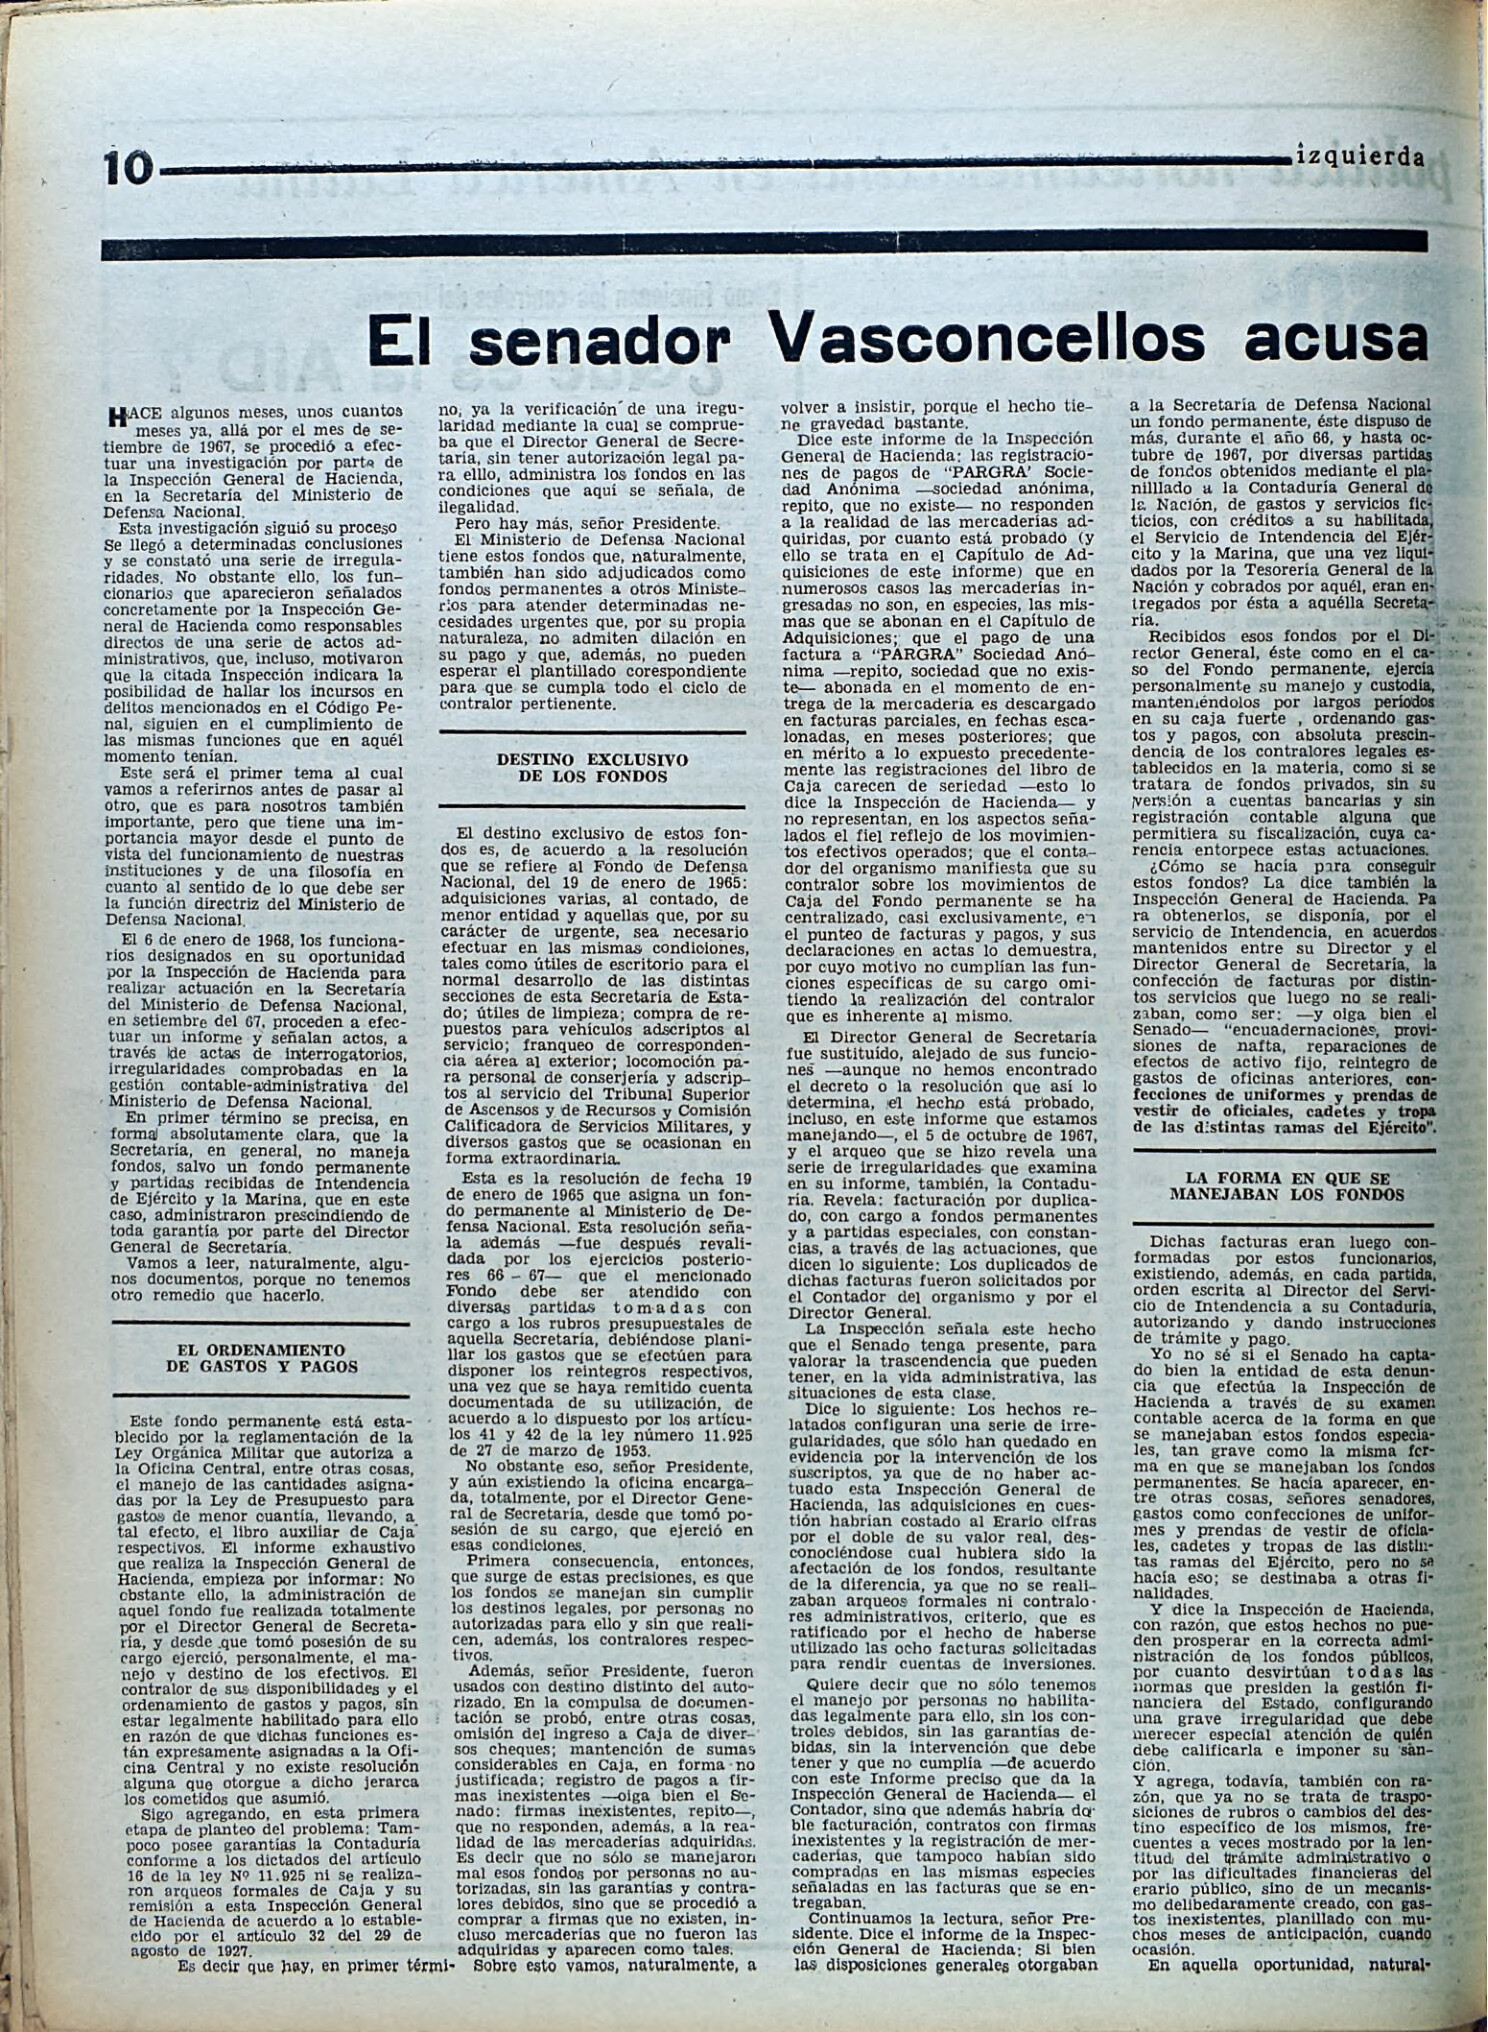 10
izquierda
El senador Vasconcellos acusa
HACE algunos meses, unos cuantos
meses ya, allá por el mes de se-
tiembre de 1967, se procedió a efec-
tuar una investigación por parte de
la Inspección General de Hacienda,
en la Secretaría del Ministerio de
Defensa Nacional.
Esta investigación siguió su proceso
Se llegó a determinadas conclusiones
y se constató una serie de irregula-
ridades. No obstante ello, los fun-
cionarios que aparecieron señalados
concretamente por la Inspección Ge-
neral de Hacienda como responsables
directos de una serie de actos ad-
ministrativos, que, incluso, motivaron
que la citada Inspección indicara la
posibilidad de hallar los incursos en
delitos mencionados en el Código Pe-
nal, siguien en el cumplimiento de
las mismas funciones que en aquél
momento tenían.
Este será el primer tema al cual
vamos a referirnos antes de pasar al
otro, que es para nosotros también
importante, pero que tiene una im-
portancia mayor desde el punto de
vista del funcionamiento de nuestras
instituciones y de una filosofía en
cuanto al sentido de lo que debe ser
la función directriz del Ministerio de
Defensa Nacional.
El 6 de enero de 1968, los funciona-
rios designados en su oportunidad
por la Inspección de Hacienda para
realizar actuación en la Secretaría
del Ministerio de Defensa Nacional,
en setiembre del 67, proceden a efec-
tuar un informe y señalan actos, a
través de actas de interrogatorios,
irregularidades comprobadas en la
gestión contable-administrativa del
Ministerio de Defensa Nacional.
En primer término se precisa, en
forma absolutamente clara, que la
Secretaría, en general, no maneja
fondos, salvo un fondo permanente
y partidas recibidas de Intendencia
de Ejército y la Marina, que en este
caso, administraron prescindiendo de
toda garantía por parte del Director
General de Secretaría.
Vamos a leer, naturalmente, algu-
nos documentos, porque no tenemos
otro remedio que hacerlo.
EL ORDENAMIENTO
DE GASTOS Y PAGOS
Este fondo permanente está esta-
blecido por la reglamentación de la
Ley Orgánica Militar que autoriza a
la Oficina Central, entre otras cosas,
el manejo de las cantidades asigna-
das por la Ley de Presupuesto para
gastos de menor cuantía, llevando, a
tal efecto, el libro auxiliar de Caja
respectivos. El informe exhaustivo
que realiza la Inspección General de
Hacienda, empieza por informar: No
obstante ello, la administración de
aquel fondo fue realizada totalmente
por el Director General de Secreta-
ría, y desde que tomó posesión de su
cargo ejerció, personalmente, el ma-
nejo y destino de los efectivos. El
contralor de sus disponibilidades y el
ordenamiento de gastos y pagos, sin
estar legalmente habilitado para ello
en razón de que dichas funciones es-
tán expresamente asignadas a la Ofi-
cina Central y no existe resolución
alguna que otorgue a dicho jerarca
los cometidos que asumió.
Sigo agregando, en esta primera
etapa de planteo del problema: Tam-
poco posee garantías la Contaduría
conforme a los dictados del artículo
16 de la ley Nº 11.925 ni se realiza-
ron arqueos formales de Caja y su
remisión a esta Inspección General
de Hacienda de acuerdo a lo estable-
cido por el artículo 32 del 29 de
agosto de 1927.
Es decir que hay, en primer térmi-
no, ya la verificación de una iregu-
laridad mediante la cual se comprue-
ba que el Director General de Secre-
taría, sin tener autorización legal pa-
ra elllo, administra los fondos en las
condiciones que aquí se señala, de
ilegalidad.
Pero hay más, señor Presidente.
El Ministerio de Defensa Nacional
tiene estos fondos que, naturalmente,
también han sido adjudicados como
fondos permanentes a otros Ministe-
rios para atender determinadas ne-
cesidades urgentes que, por su propia
naturaleza, no admiten dilación en
su pago y que, además, no pueden
esperar el plantillado corespondiente
para que se cumpla todo el ciclo de
contralor pertienente.
DESTINO EXCLUSIVO
DE LOS FONDOS
El destino exclusivo de estos fon-
dos es, de acuerdo a la resolución
que se refiere al Fondo de Defensa
Nacional, del 19 de enero de 1965:
adquisiciones varias, al contado, de
menor entidad y aquellas que, por su
carácter de urgente, sea necesario
efectuar en las mismas condiciones,
tales como útiles de escritorio para el
normal desarrollo de las distintas
secciones de esta Secretaría de Esta-
do; útiles de limpieza; compra de re-
puestos para vehículos adscriptos al
servicio; franqueo de corresponden-
cia aérea al exterior; locomoción pa-
ra personal de conserjería y adscrip-
tos al servicio del Tribunal Superior
de Ascensos y de Recursos y Comisión
Calificadora de Servicios Militares, y
diversos gastos que se ocasionan en
forma extraordinaria.
Esta es la resolución de fecha 19
de enero de 1965 que asigna un fon-
do permanente al Ministerio de De-
fensa Nacional. Esta resolución seña-
la además —fue después revali-
dada por los ejercicios posterio-
res 66 - 67— que el mencionado
Fondo debe ser atendido con
diversas partidas tomadas con
cargo a los rubros presupuestales de
aquella Secretaría, debiéndose plani-
llar los gastos que se efectúen para
disponer los reintegros respectivos,
una vez que se haya remitido cuenta
documentada de su utilización, de
acuerdo a lo dispuesto por los artícu-
los 41 y 42 de la ley número 11.925
de 27 de marzo de 1953.
No obstante eso, señor Presidente,
y aún existiendo la oficina encarga-
da, totalmente, por el Director Gene-
ral de Secretaría, desde que tomó po-
sesión de su cargo, que ejerció en
esas condiciones.
Primera consecuencia, entonces,
que surge de estas precisiones, es que
los fondos se manejan sin cumplir
los destinos legales, por personas no
autorizadas para ello y sin que reali-
cen, además, los contralores respec-
tivos.
Además, señor Presidente, fueron
usados con destino distinto del auto-
rizado. En la compulsa de documen-
tación se probó, entre otras cosas,
omisión del ingreso a Caja de diver-
sos cheques; mantención de sumas
considerables en Caja, en forma no
justificada; registro de pagos a fir-
mas inexistentes —oiga bien el Se-
nado: firmas inexistentes, repito—,
que no responden, además, a la rea-
lidad de las mercaderías adquiridas.
Es decir que no sólo se manejaron
mal esos fondos por personas no au-
torizadas, sin las garantías y contra-
lores debidos, sino que se procedió a
comprar a firmas que no existen, in-
cluso mercaderías que no fueron las
adquiridas y aparecen como tales.
Sobre esto vamos, naturalmente, a
volver a insistir, porque el hecho tie-
ne gravedad bastante.
Dice este informe de la Inspección
General de Hacienda: las registracio-
nes de pagos de "PARGRA' Socie-
dad Anónima —sociedad anónima,
repito, que no existe— no responden
a la realidad de las mercaderías ad-
quiridas, por cuanto está probado (y
ello se trata en el Capítulo de Ad-
quisiciones de este informe) que en
numerosos casos las mercaderías in-
gresadas no son, en especies, las mis-
mas que se abonan en el Capítulo de
Adquisiciones; que el pago de una
factura a "PARGRA" Sociedad Anó-
nima —repito, sociedad que no exis-
te— abonada en el momento de en-
trega de la mercadería es descargado
en facturas parciales, en fechas esca-
lonadas, en meses posteriores; que
en mérito a lo expuesto precedente-
mente las registraciones del libro de
Caja carecen de seriedad —esto lo
dice la Inspección de Hacienda— y
no representan, en los aspectos seña-
lados el fiel reflejo de los movimien-
tos efectivos operados; que el conta-
dor del organismo manifiesta que su
contralor sobre los movimientos de
Caja del Fondo permanente se ha
centralizado, casi exclusivamente, en
el punteo de facturas y pagos, y sus
declaraciones en actas lo demuestra,
por cuyo motivo no cumplían las fun-
ciones específicas de su cargo omi-
tiendo la realización del contralor
que es inherente al mismo.
El Director General de Secretaría
fue sustituído, alejado de sus funcio-
nes —aunque no hemos encontrado
el decreto o la resolución que así lo
determina, el hecho está probado,
incluso, en este informe que estamos
manejando—, el 5 de octubre de 1967,
y el arqueo que se hizo revela una
serie de irregularidades que examina
en su informe, también, la Contadu-
ría. Revela: facturación por duplica-
do, con cargo a fondos permanentes
y a partidas especiales, con constan-
cias, a través de las actuaciones, que
dicen lo siguiente: Los duplicados de
dichas facturas fueron solicitados por
el Contador del organismo y por el
Director General.
La Inspección señala este hecho
que el Senado tenga presente, para
valorar la trascendencia que pueden
tener, en la vida administrativa, las
situaciones de esta clase.
Dice lo siguiente: Los hechos re-
latados configuran una serie de irre-
gularidades, que sólo han quedado en
evidencia por la intervención de los
suscriptos, ya que de no haber ac-
tuado esta Inspección General de
Hacienda, las adquisiciones en cues-
tión habrían costado al Erario cifras
por el doble de su valor real, des-
conociéndose cual hubiera sido la
afectación de los fondos, resultante
de la diferencia, ya que no se reali-
zaban arqueos formales ni contralo-
res administrativos, criterio, que es
ratificado por el hecho de haberse
utilizado las ocho facturas solicitadas
para rendir cuentas de inversiones.
Quiere decir que no sólo tenemos
el manejo por personas no habilita-
das legalmente para ello, sin los con-
troles debidos, sin las garantías de-
bidas, sin la intervención que debe
tener y que no cumplía —de acuerdo
con este Informe preciso que da la
Inspección General de Hacienda— el
Contador, sino que además habría do-
ble facturación, contratos con firmas
inexistentes y la registración de mer-
caderías, que tampoco habían sido
compradas en las mismas especies
señaladas en las facturas que se en-
tregaban.
Continuamos la lectura, señor Pre-
sidente. Dice el informe de la Inspec-
ción General de Hacienda: Si bien
las disposiciones generales otorgaban
a la Secretaría de Defensa Nacional
un fondo permanente, éste dispuso de
más, durante el año 66, y hasta oc-
tubre de 1967, por diversas partidas
de fondos obtenidos mediante el pla-
nilllado a la Contaduría General de
la Nación, de gastos y servicios fic-
ticios, con créditos a su habilitada,
el Servicio de Intendencia del Ejér-
cito y la Marina, que una vez liqui-
dados por la Tesorería General de la
Nación y cobrados por aquél, eran en-
tregados por ésta a aquélla Secreta-
ría.
Recibidos esos fondos por el Di-
rector General, éste como en el ca-
so del Fondo permanente, ejercía
personalmente su manejo y custodia,
manteniéndolos por largos períodos
en su caja fuerte , ordenando gas-
tos y pagos, con absoluta prescin-
dencia de los contralores legales es-
tablecidos en la materia, como si se
tratara de fondos privados, sin su
versión a cuentas bancarias y sin
registración contable alguna que
permitiera su fiscalización, cuya ca-
rencia entorpece estas actuaciones.
¿Cómo se hacía para conseguir
estos fondos? La dice también la
Inspección General de Hacienda. Pa
ra obtenerlos, se disponía, por el
servicio de Intendencia, en acuerdos
mantenidos entre su Director y el
Director General de Secretaría, la
confección de facturas por distin-
tos servicios que luego no se reali-
zaban, como ser: —y olga bien el
Senado— "encuadernaciones, provi-
siones de nafta, reparaciones de
efectos de activo fijo, reintegro de
gastos de oficinas anteriores, con-
fecciones de uniformes y prendas de
vestir de oficiales, cadetes y tropa
de las distintas ramas del Ejército".
LA FORMA EN QUE SE
MANEJABAN LOS FONDOS
Dichas facturas eran luego con-
formadas por estos funcionarios,
existiendo, además, en cada partida,
orden escrita al Director del Servi-
cio de Intendencia a su Contaduría,
autorizando y dando instrucciones
de trámite y pago.
Yo no sé si el Senado ha capta-
do bien la entidad de esta denun-
cia que efectúa la Inspección de
Hacienda a través de su examen
contable acerca de la forma en que
se manejaban estos fondos especia-
les, tan grave como la misma for-
ma en que se manejaban los fondos
permanentes. Se hacía aparecer, en-
tre otras cosas, señores senadores,
gastos como confecciones de unifor-
mes y prendas de vestir de oficia-
les, cadetes y tropas de las distin-
tas ramas del Ejército, pero no se
hacía eso; se destinaba a otras fi-
nalidades.
Y dice la Inspección de Hacienda,
con razón, que estos hechos no pue-
den prosperar en la correcta admi-
nistración de los fondos públicos,
por cuanto desvirtúan todas las
normas que presiden la gestión fi-
nanciera del Estado, configurando
una grave irregularidad que debe
merecer especial atención de quién
debe calificarla e imponer su san-
ción.
Y agrega, todavía, también con ra-
zón, que ya no se trata de traspo-
siciones de rubros o cambios del des-
tino específico de los mismos, fre-
cuentes a veces mostrado por la len-
titud del trámite administrativo o
por las dificultades financieras del
erario público, sino de un mecanis-
mo delibedaramente creado, con gas-
tos inexistentes, planillado con mu-
chos meses de anticipación, cuando
ocasión.
En aquella oportunidad, natural-